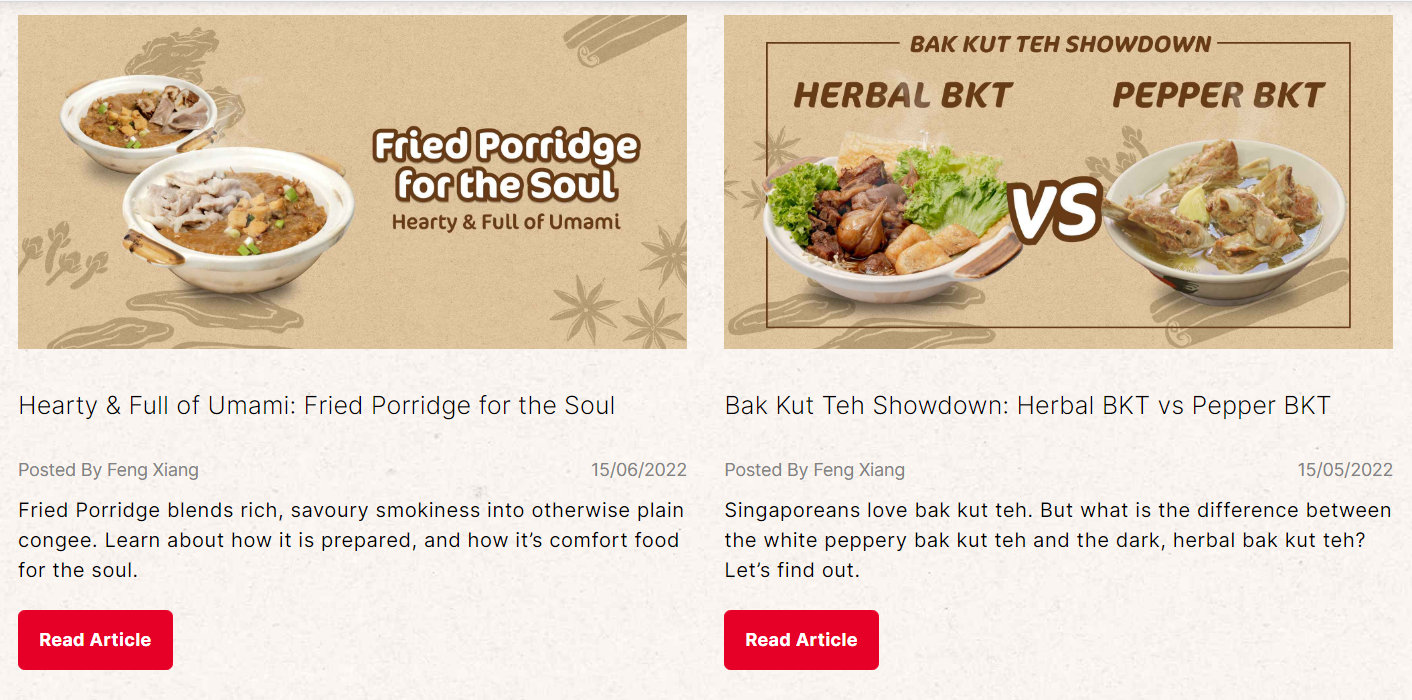 Fried Porridge
for the Soul
Hearty & Full of Umami
Hearty & Full of Umami: Fried Porridge for the Soul
Posted By Feng Xiang
15/06/2022
Fried Porridge blends rich, savoury smokiness into otherwise plain
congee. Learn about how it is prepared, and how it’s comfort food
for the soul.
Read Article
BAK KUT TEH SHOWDOWN
HERBAL BKT
VS
PEPPER BKT
Bak Kut Teh Showdown: Herbal BKT vs Pepper BKT
Posted By Feng Xiang
15/05/2022
Singaporeans love bak kut teh. But what is the difference between
the white peppery bak kut teh and the dark, herbal bak kut teh?
Let’s find out.
Read Article